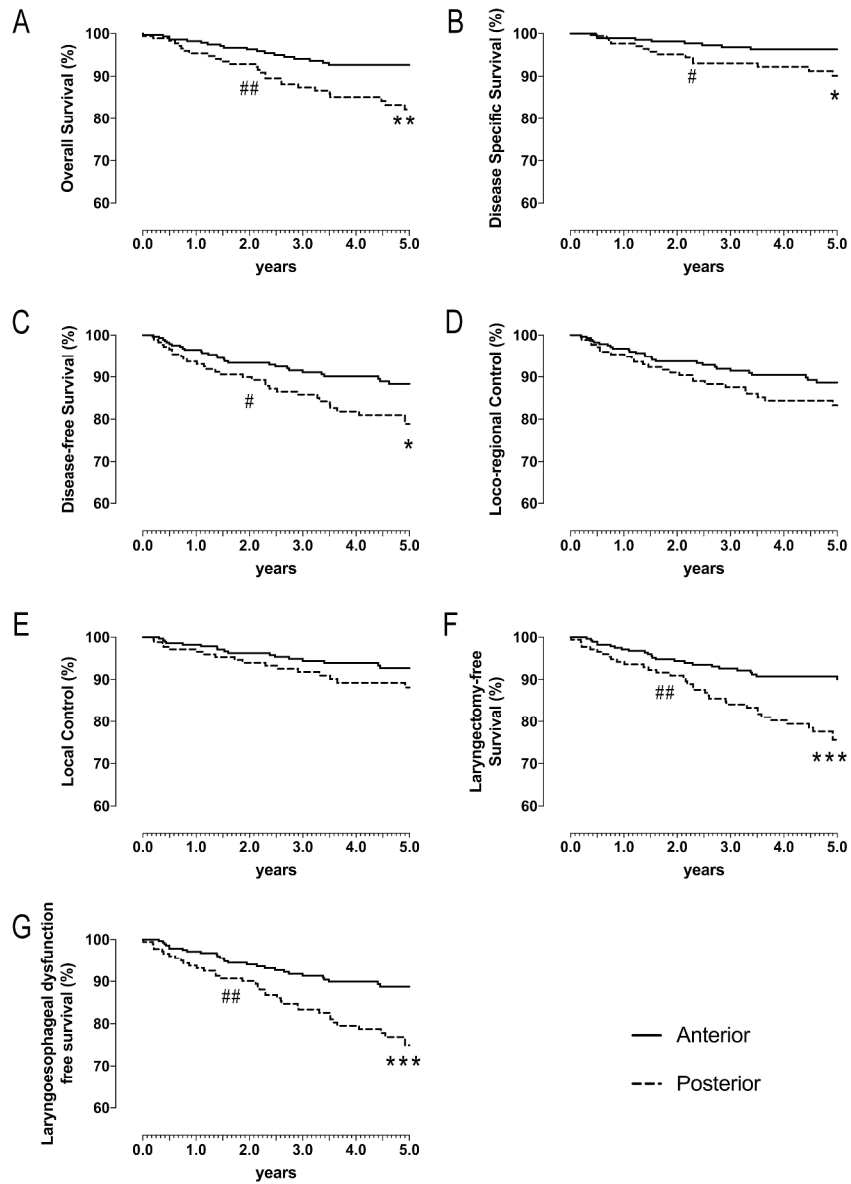 A
Overall Survival (%)
100
90
80
70
60
##
**
0.0 1.0 2.0 3.0 4.0 5.0
years
B
Disease Specific Survival (%)
100
90
80
70
60
#
*
0.0 1.0 2.0 3.0 4.0 5.0
years
C
Disease-free Survival (%)
100
90
80
70
60
#
*
0.0 1.0 2.0 3.0 4.0 5.0
years
D
Loco-regional Control (%)
100
90
80
70
60
0.0 1.0 2.0 3.0 4.0 5.0
years
E
Local Control (%)
100
90
80
70
60
0.0 1.0 2.0 3.0 4.0 5.0
years
F
Laryngectomy-free
Survival (%)
100
90
80
70
60
##
***
0.0 1.0 2.0 3.0 4.0 5.0
years
G
Laryngoesophageal dysfunction
free survival (%)
100
90
80
70
60
##
***
0.0 1.0 2.0 3.0 4.0 5.0
years
Anterior
Posterior